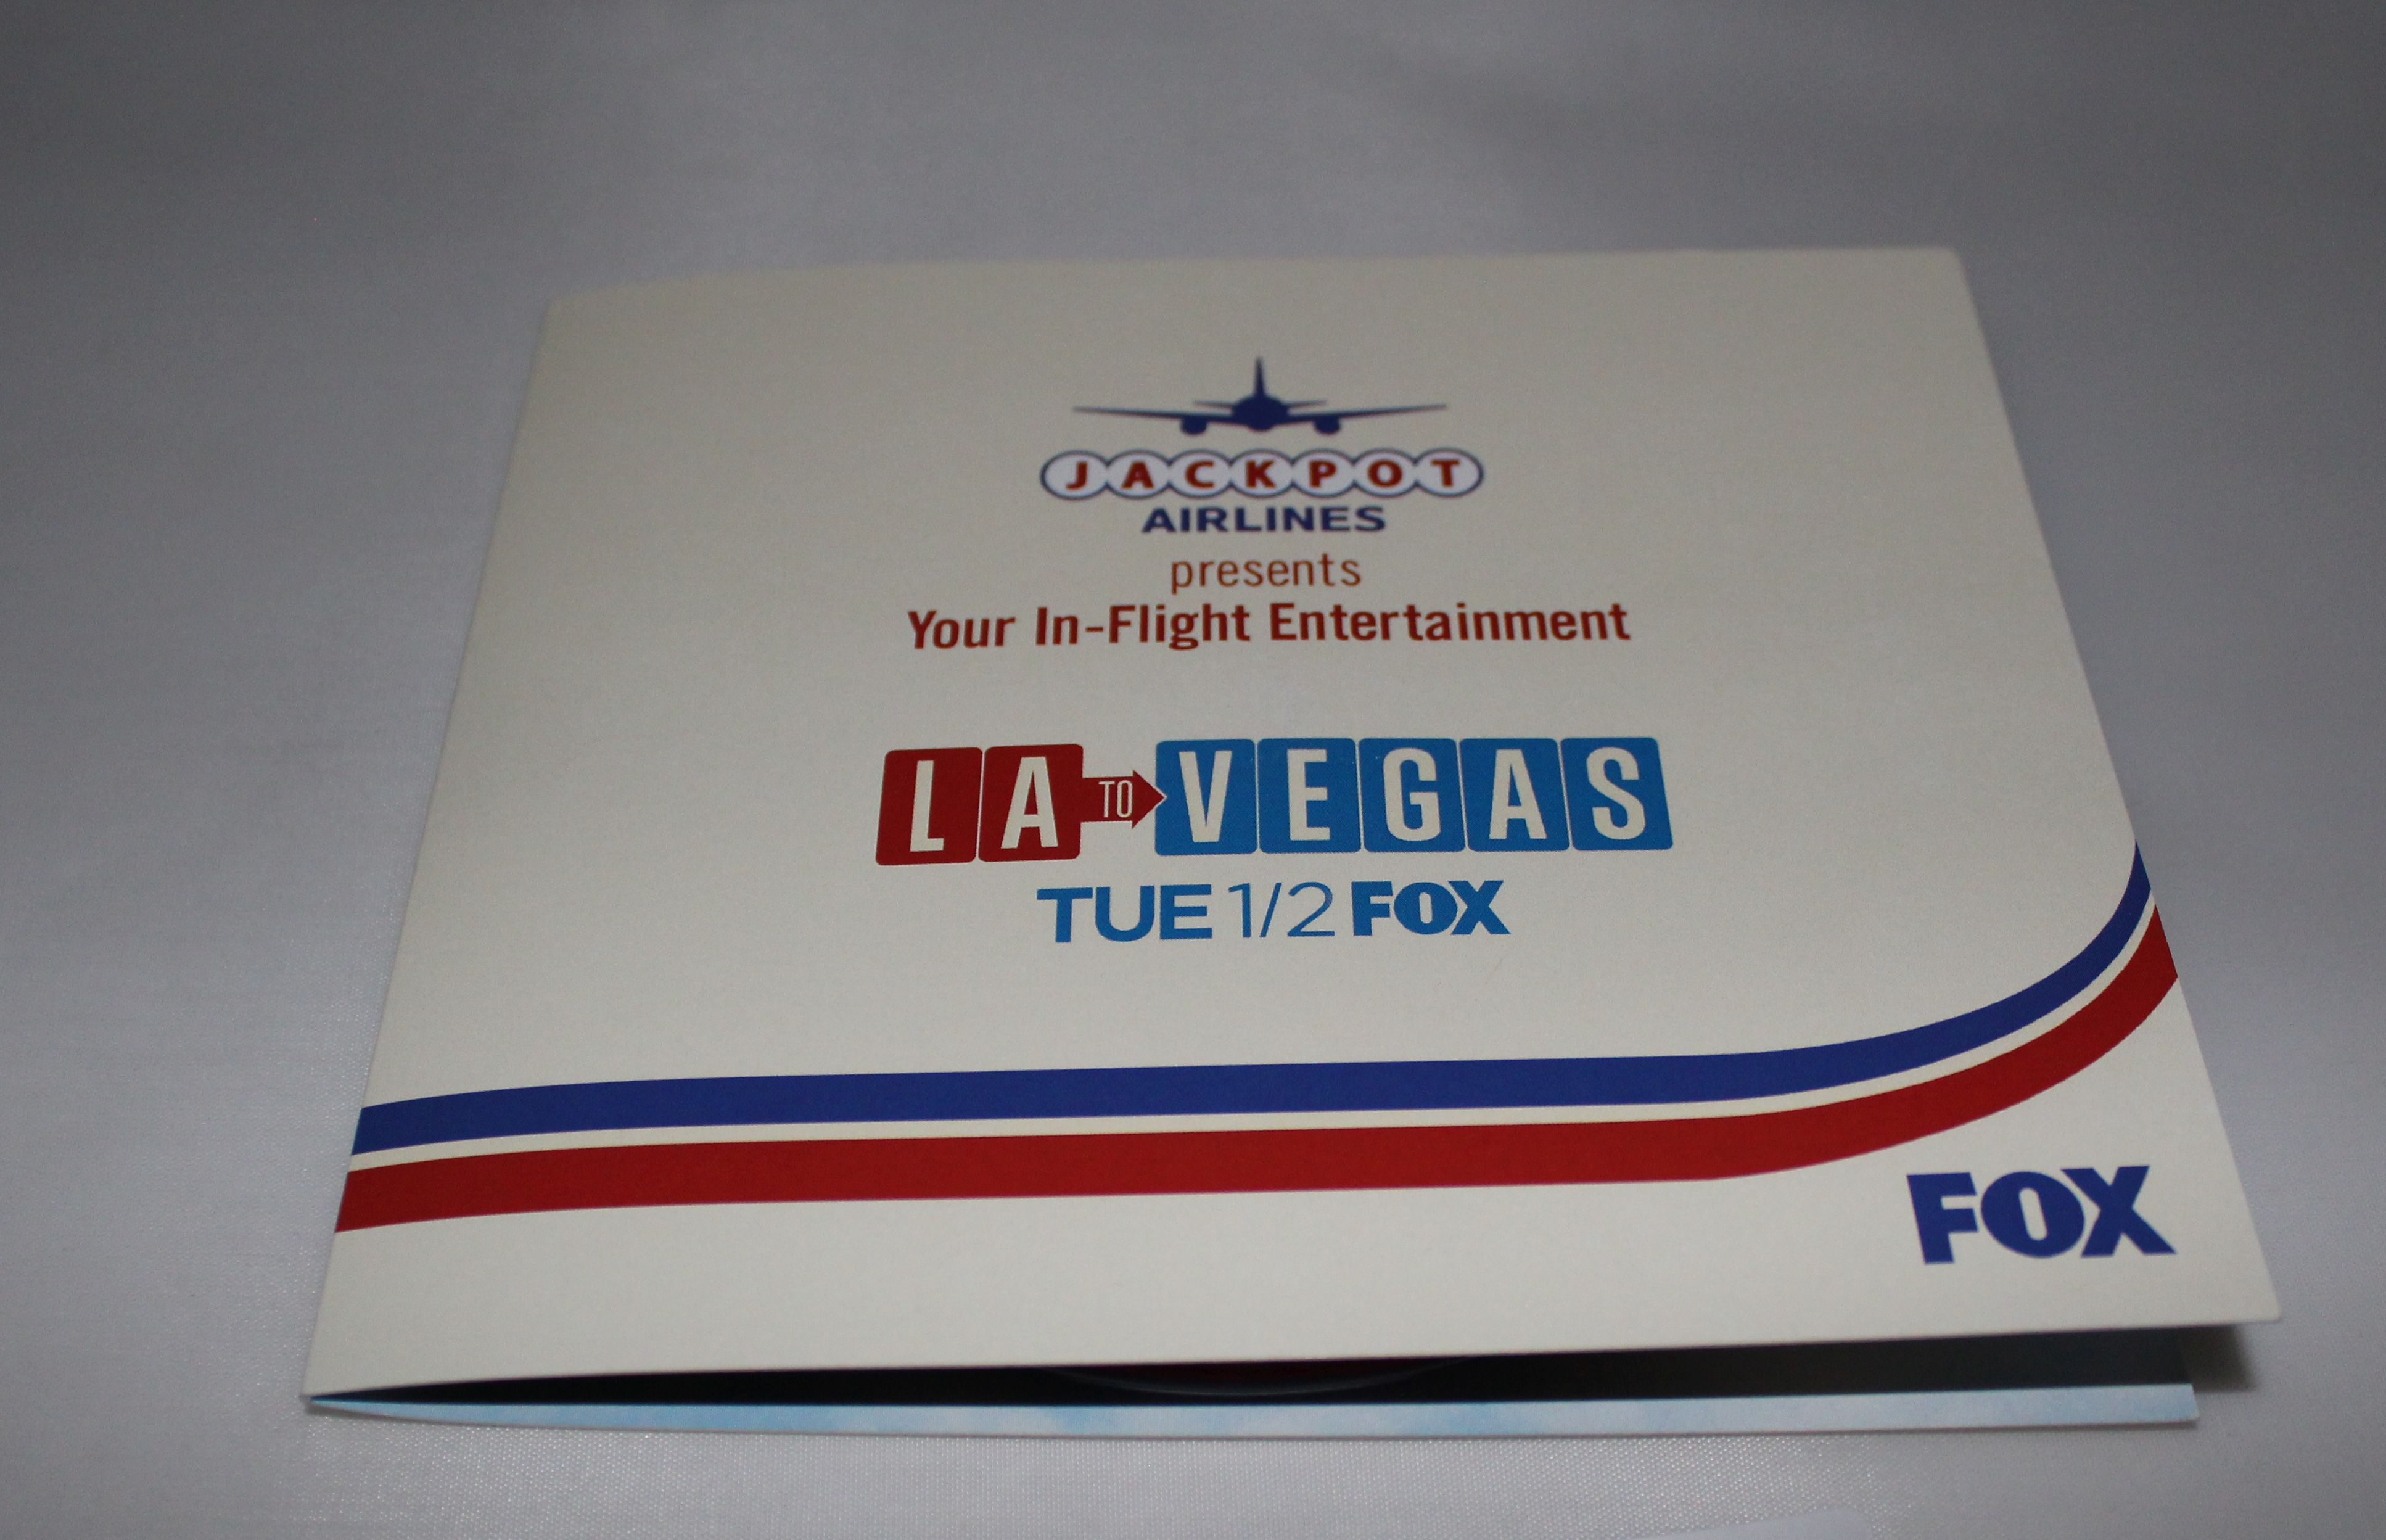 JACKPOT
AIRLINES
presents
Your In-Flight Entertainment
LA TO VEGAS
TUE 1/2 FOX
FOX